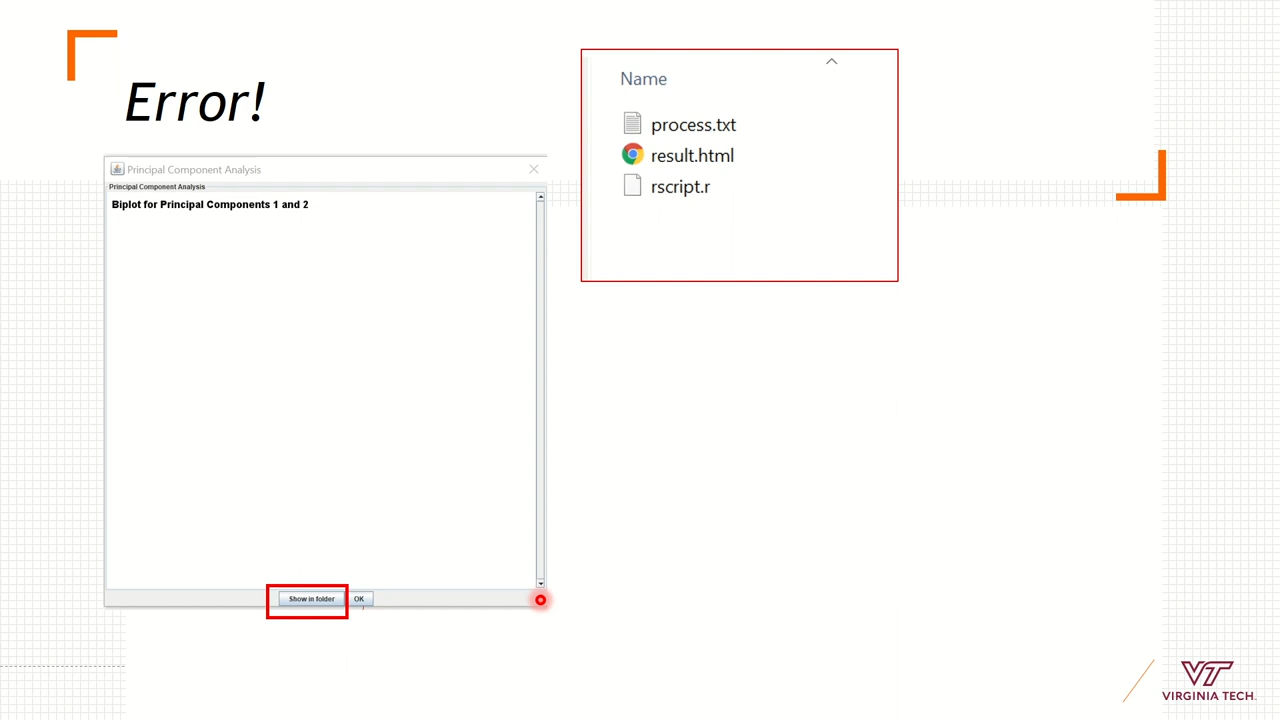 Error!
Principal Component Analysis
Principal Component Analysis
Biplot for Principal Components 1 and 2
Show in folder
OK
Name
process.txt
result.html
rscript.r
VT
VIRGINIA TECH